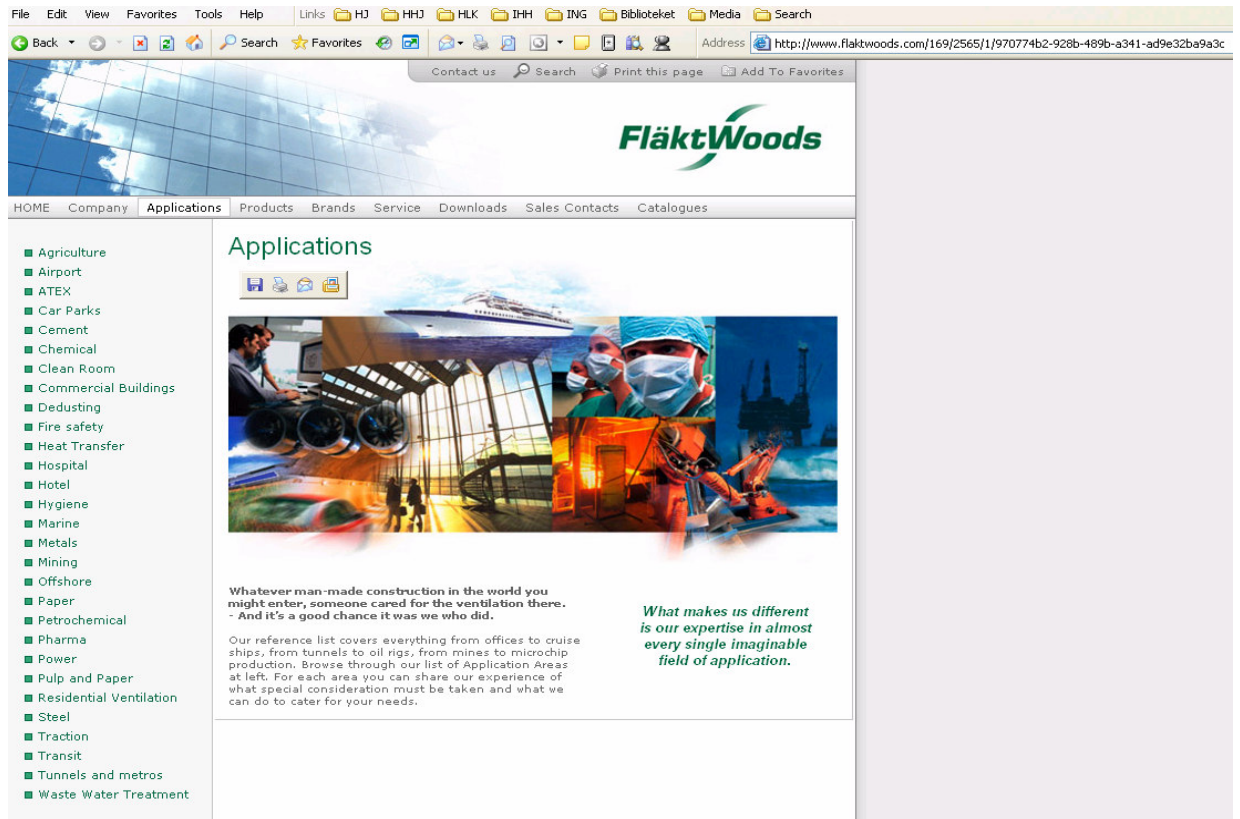 File Edit View Favorites Tools Help Links HJ HHJ HLK IHH ING Biblioteket Media Search
Back Search Favorites Address http://www.flaktwoods.com/169/2565/1/970774b2-928b-489b-a341-ad9e32ba9a3c
Contact us Search Print this page Add To Favorites
FläktWoods
HOME Company Applications Products Brands Service Downloads Sales Contacts Catalogues
Agriculture
Airport
ATEX
Car Parks
Cement
Chemical
Clean Room
Commercial Buildings
Dedusting
Fire safety
Heat Transfer
Hospital
Hotel
Hygiene
Marine
Metals
Mining
Offshore
Paper
Petrochemical
Pharma
Power
Pulp and Paper
Residential Ventilation
Steel
Traction
Transit
Tunnels and metros
Waste Water Treatment
Applications
Whatever man-made construction in the world you
might enter, someone cared for the ventilation there.
- And it's a good chance it was we who did.
Our reference list covers everything from offices to cruise
ships, from tunnels to oil rigs, from mines to microchip
production. Browse through our list of Application Areas
at left. For each area you can share our experience of
what special consideration must be taken and what we
can do to cater for your needs.
What makes us different
is our expertise in almost
every single imaginable
field of application.